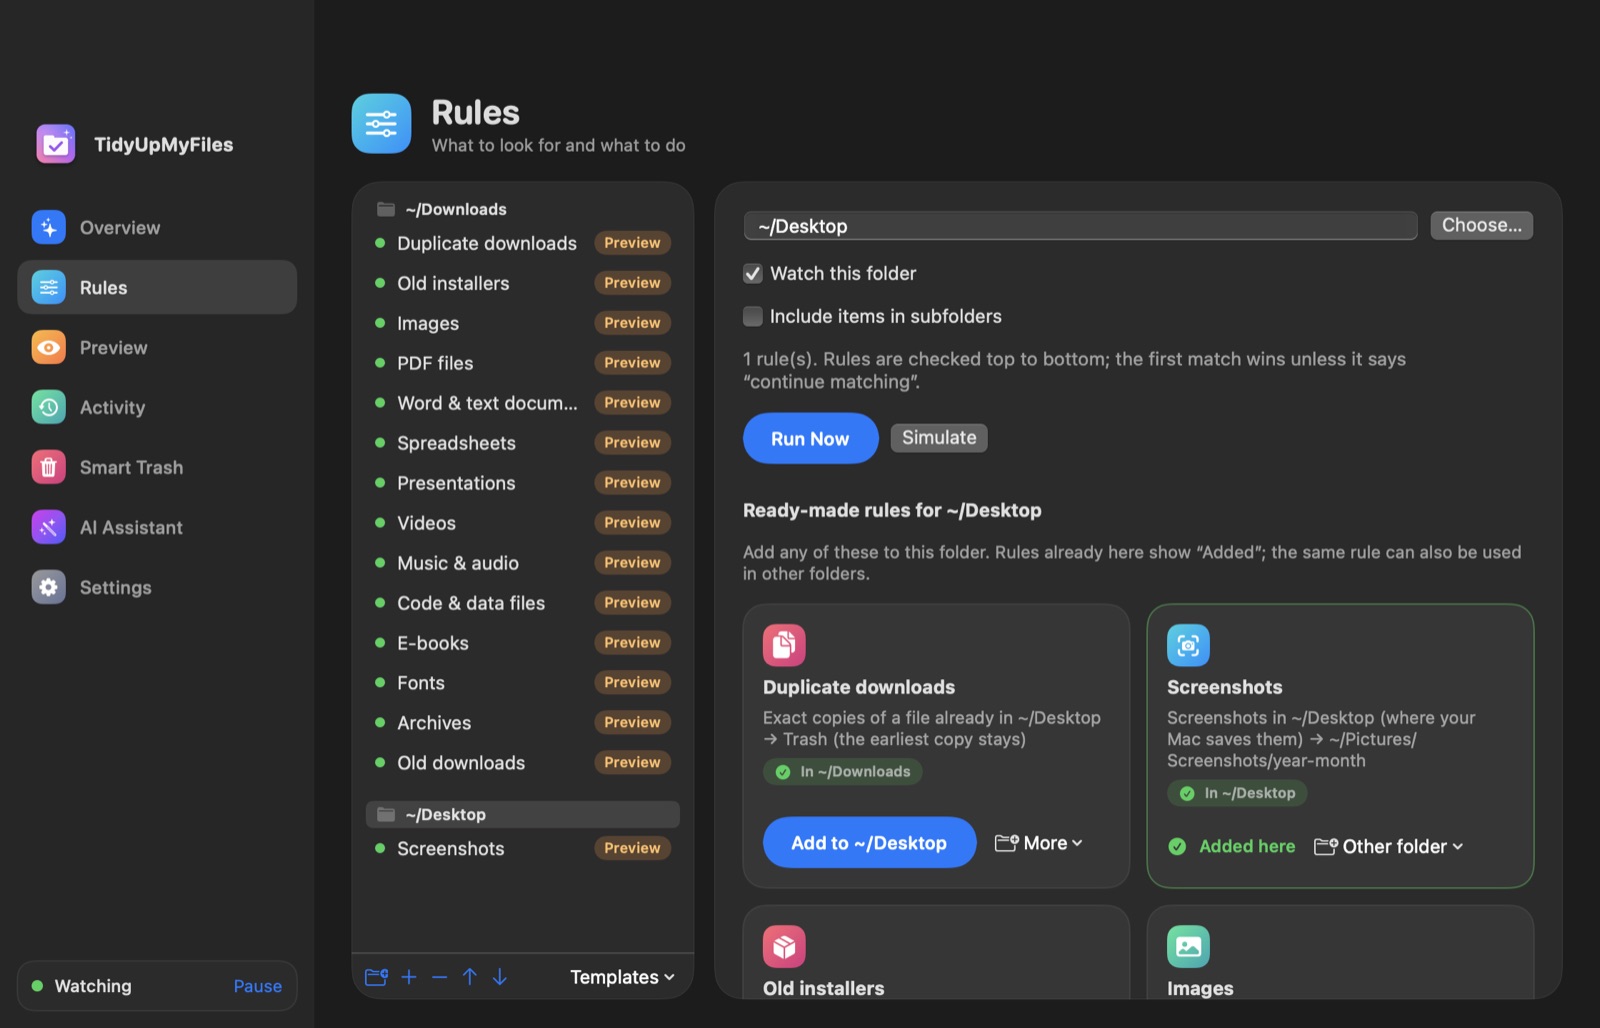 TidyUpMyFiles
Overview
Rules
Preview
Activity
Smart Trash
AI Assistant
Settings
Watching
Pause
Rules
What to look for and what to do
~/Downloads
Duplicate downloads Preview
Old installers Preview
Images Preview
PDF files Preview
Word & text docum... Preview
Spreadsheets Preview
Presentations Preview
Videos Preview
Music & audio Preview
Code & data files Preview
E-books Preview
Fonts Preview
Archives Preview
Old downloads Preview
~/Desktop
Screenshots Preview
Templates
~/Desktop Choose...
Watch this folder
Include items in subfolders
1 rule(s). Rules are checked top to bottom; the first match wins unless it says
“continue matching”.
Run Now Simulate
Ready-made rules for ~/Desktop
Add any of these to this folder. Rules already here show “Added”; the same rule can also be used
in other folders.
Duplicate downloads
Exact copies of a file already in ~/Desktop
→ Trash (the earliest copy stays)
In ~/Downloads
Add to ~/Desktop More
Screenshots
Screenshots in ~/Desktop (where your
Mac saves them) → ~/Pictures/
Screenshots/year-month
In ~/Desktop
Added here Other folder
Old installers
Images